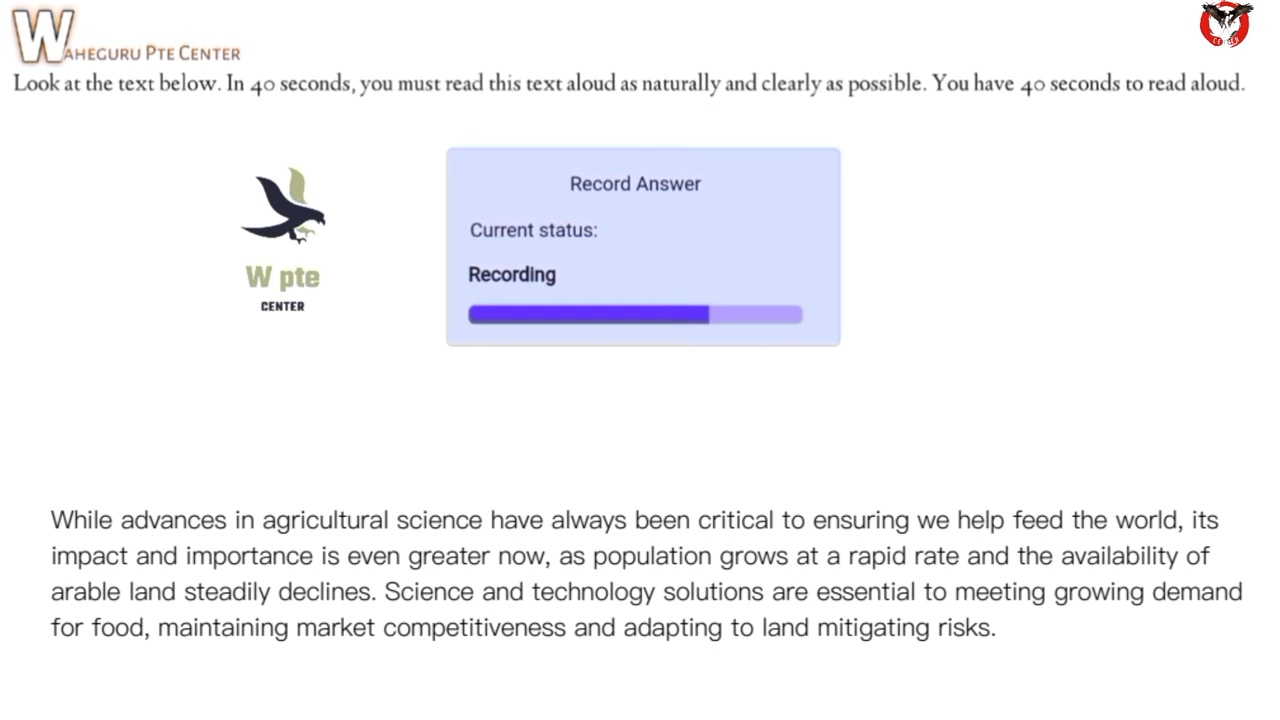 WAHEGURU PTE CENTER
Look at the text below. In 40 seconds, you must read this text aloud as naturally and clearly as possible. You have 40 seconds to read aloud.
Record Answer
Current status:
Recording
W pte
CENTER
While advances in agricultural science have always been critical to ensuring we help feed the world, its
impact and importance is even greater now, as population grows at a rapid rate and the availability of
arable land steadily declines. Science and technology solutions are essential to meeting growing demand
for food, maintaining market competitiveness and adapting to land mitigating risks.